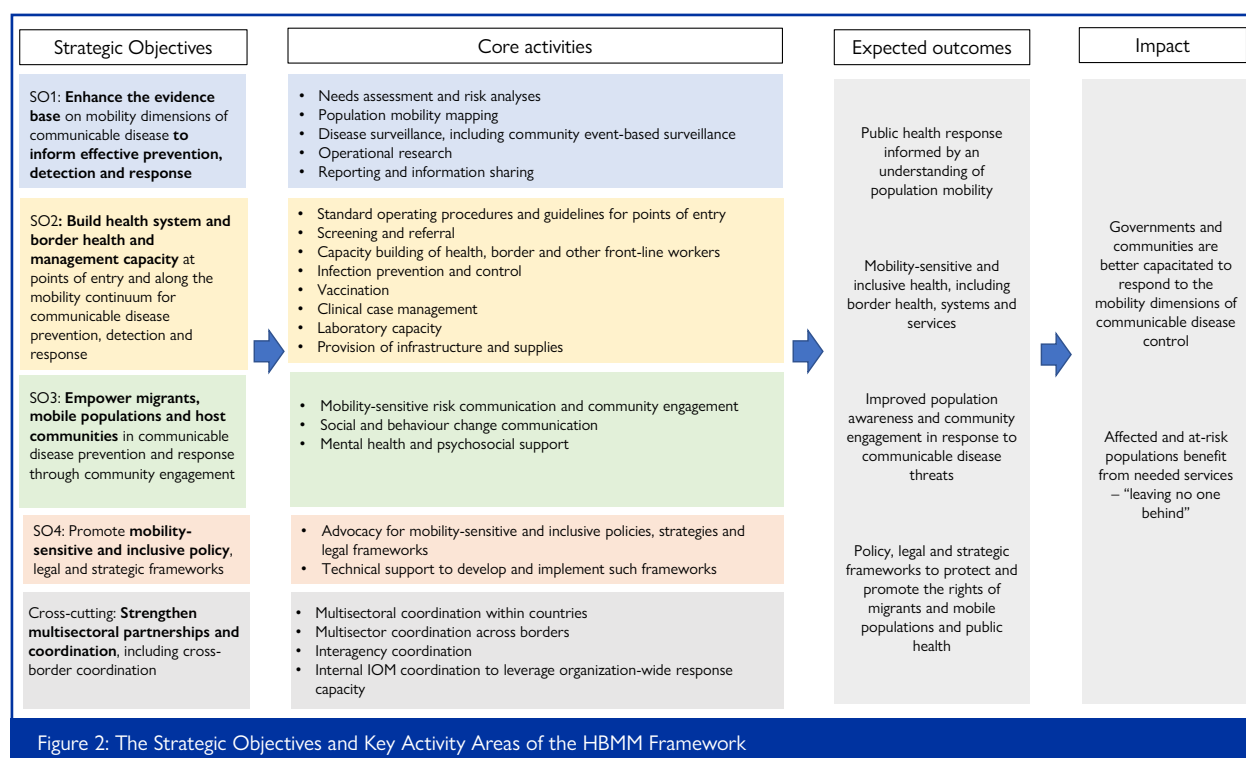 Strategic Objectives
Core activities
Expected outcomes
Impact
SO1: Enhance the evidence
base on mobility dimensions of
communicable disease to
inform effective prevention,
detection and response
• Needs assessment and risk analyses
• Population mobility mapping
• Disease surveillance, including community event-based surveillance
• Operational research
• Reporting and information sharing
SO2: Build health system and
border health and
management capacity at
points of entry and along the
mobility continuum for
communicable disease
prevention, detection and
response
• Standard operating procedures and guidelines for points of entry
• Screening and referral
• Capacity building of health, border and other front-line workers
• Infection prevention and control
• Vaccination
• Clinical case management
• Laboratory capacity
• Provision of infrastructure and supplies
SO3: Empower migrants,
mobile populations and host
communities in communicable
disease prevention and response
through community engagement
• Mobility-sensitive risk communication and community engagement
• Social and behaviour change communication
• Mental health and psychosocial support
SO4: Promote mobility-
sensitive and inclusive policy,
legal and strategic frameworks
• Advocacy for mobility-sensitive and inclusive policies, strategies and
legal frameworks
• Technical support to develop and implement such frameworks
Cross-cutting: Strengthen
multisectoral partnerships and
coordination, including cross-
border coordination
• Multisectoral coordination within countries
• Multisector coordination across borders
• Interagency coordination
• Internal IOM coordination to leverage organization-wide response
capacity
Public health response
informed by an
understanding of
population mobility
Mobility-sensitive and
inclusive health, including
border health, systems and
services
Improved population
awareness and community
engagement in response to
communicable disease
threats
Policy, legal and strategic
frameworks to protect and
promote the rights of
migrants and mobile
populations and public
health
Governments and
communities are
better capacitated to
respond to the
mobility dimensions of
communicable disease
control
Affected and at-risk
populations benefit
from needed services
– “leaving no one
behind”
Figure 2: The Strategic Objectives and Key Activity Areas of the HBMM Framework